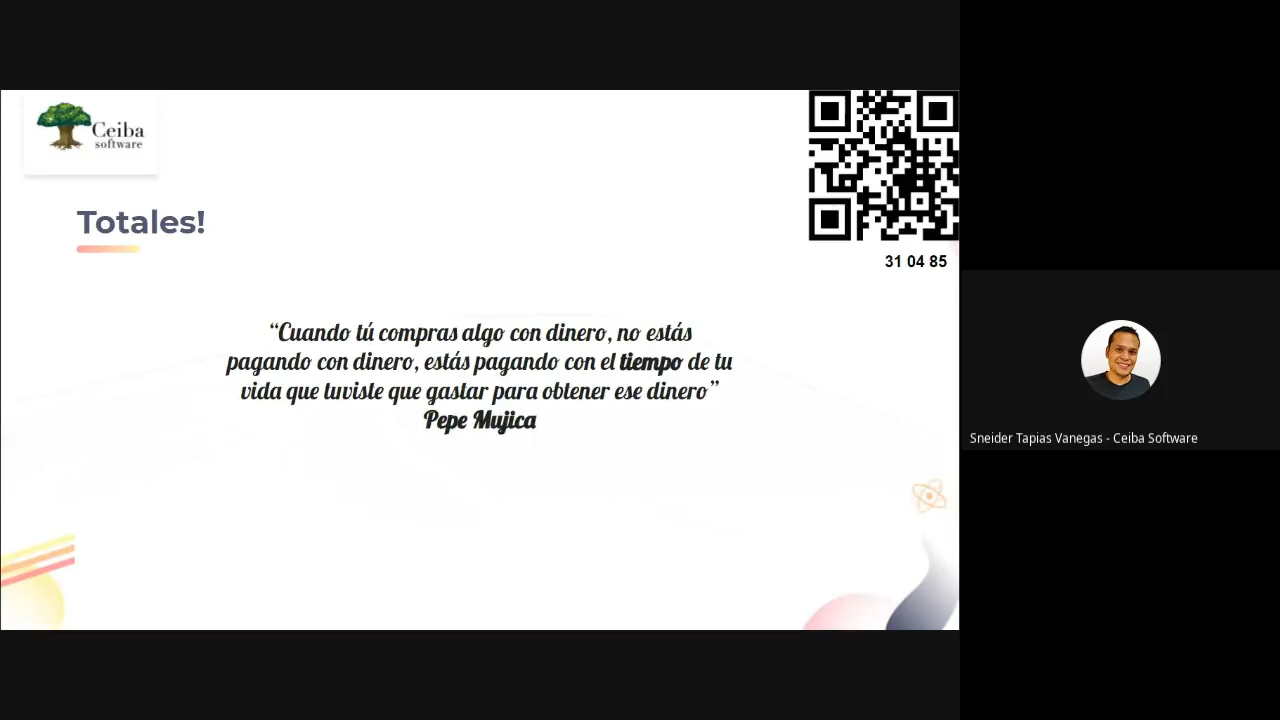 Ceiba
software
Totales!
31 04 85
“Cuando tú compras algo con dinero, no estás
pagando con dinero, estás pagando con el tiempo de tu
vida que tuviste que gastar para obtener ese dinero”
Pepe Mujica
Sneider Tapias Vanegas - Ceiba Software